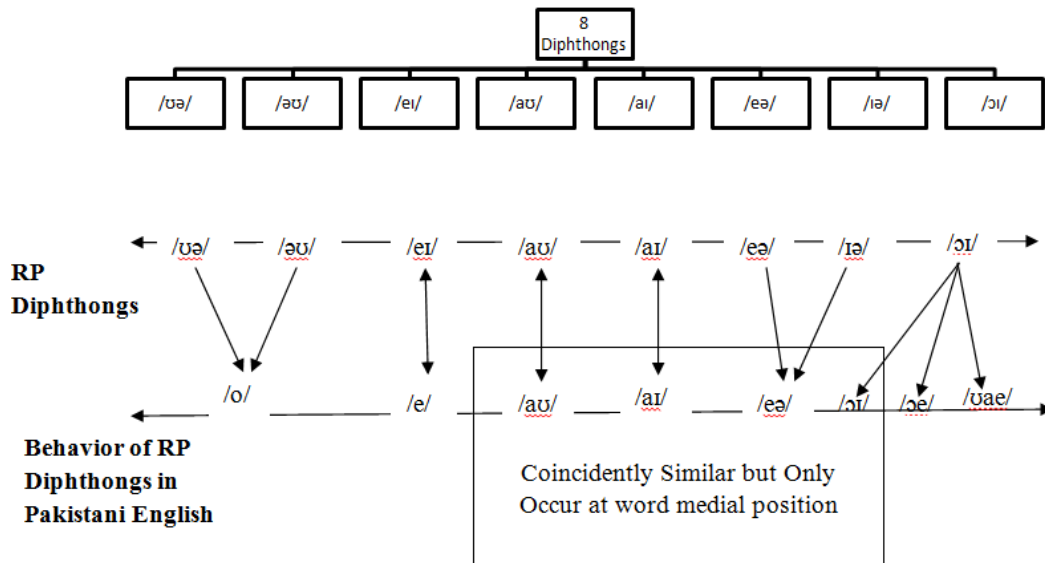 8
Diphthongs
/ʊə/ /əʊ/ /eɪ/ /aʊ/ /aɪ/ /eə/ /ɪə/ /ɔɪ/
/ʊə/ /əʊ/ /eɪ/ /aʊ/ /aɪ/ /eə/ /ɪə/ /ɔɪ/
RP
Diphthongs
/o/ /e/ /aʊ/ /aɪ/ /eə/ /ɔɪ/ /ɔe/ /ʊae/
Behavior of RP
Diphthongs in
Pakistani English
Coincidently Similar but Only
Occur at word medial position